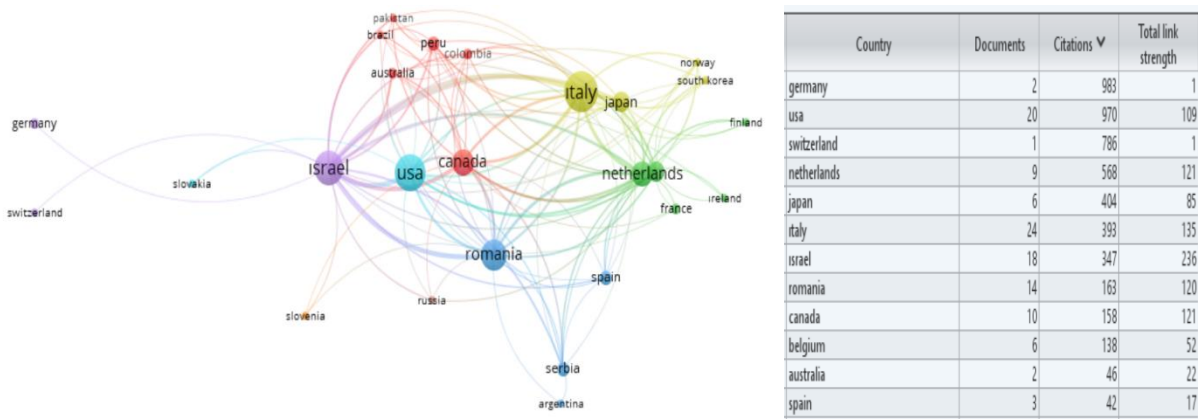 pakistan
brazil
peru
colombia
australia
norway
south korea
italy
japan
germany
finland
israel
usa
canada
netherlands
slovakia
switzerland
ireland
france
romania
spain
russia
slovenia
serbia
argentina
Country Documents Citations Total link strength
germany 2 983 1
usa 20 970 109
switzerland 1 786 1
netherlands 9 568 121
japan 6 404 85
italy 24 393 135
israel 18 347 236
romania 14 163 120
canada 10 158 121
belgium 6 138 52
australia 2 46 22
spain 3 42 17